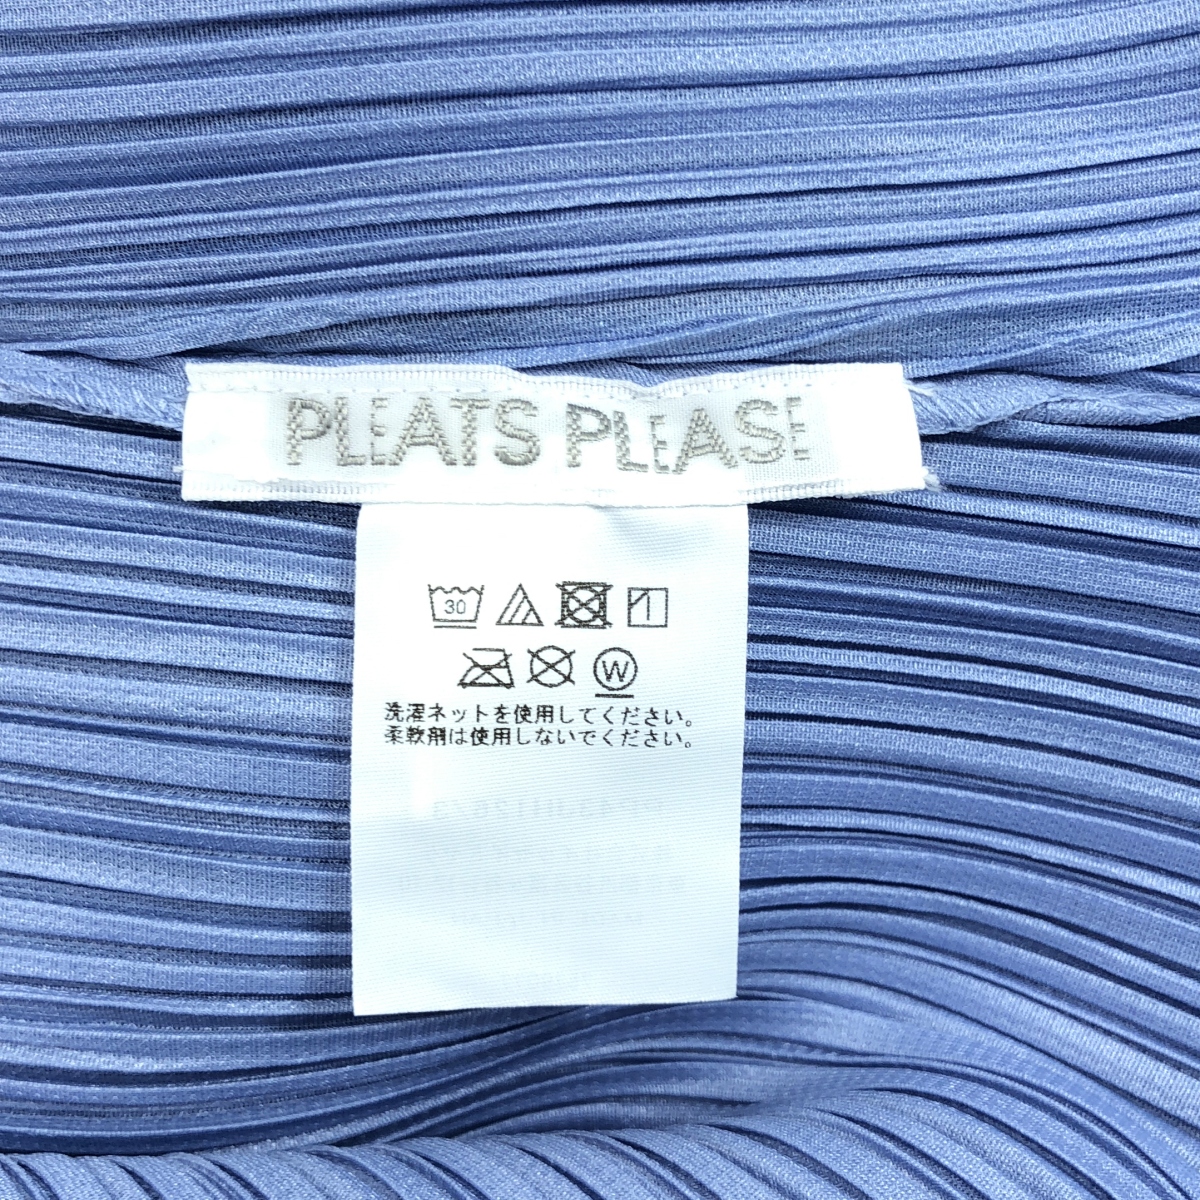 PLEATS PLEASE
30
W
洗濯ネットを使用してください。
柔軟剤は使用しないでください。